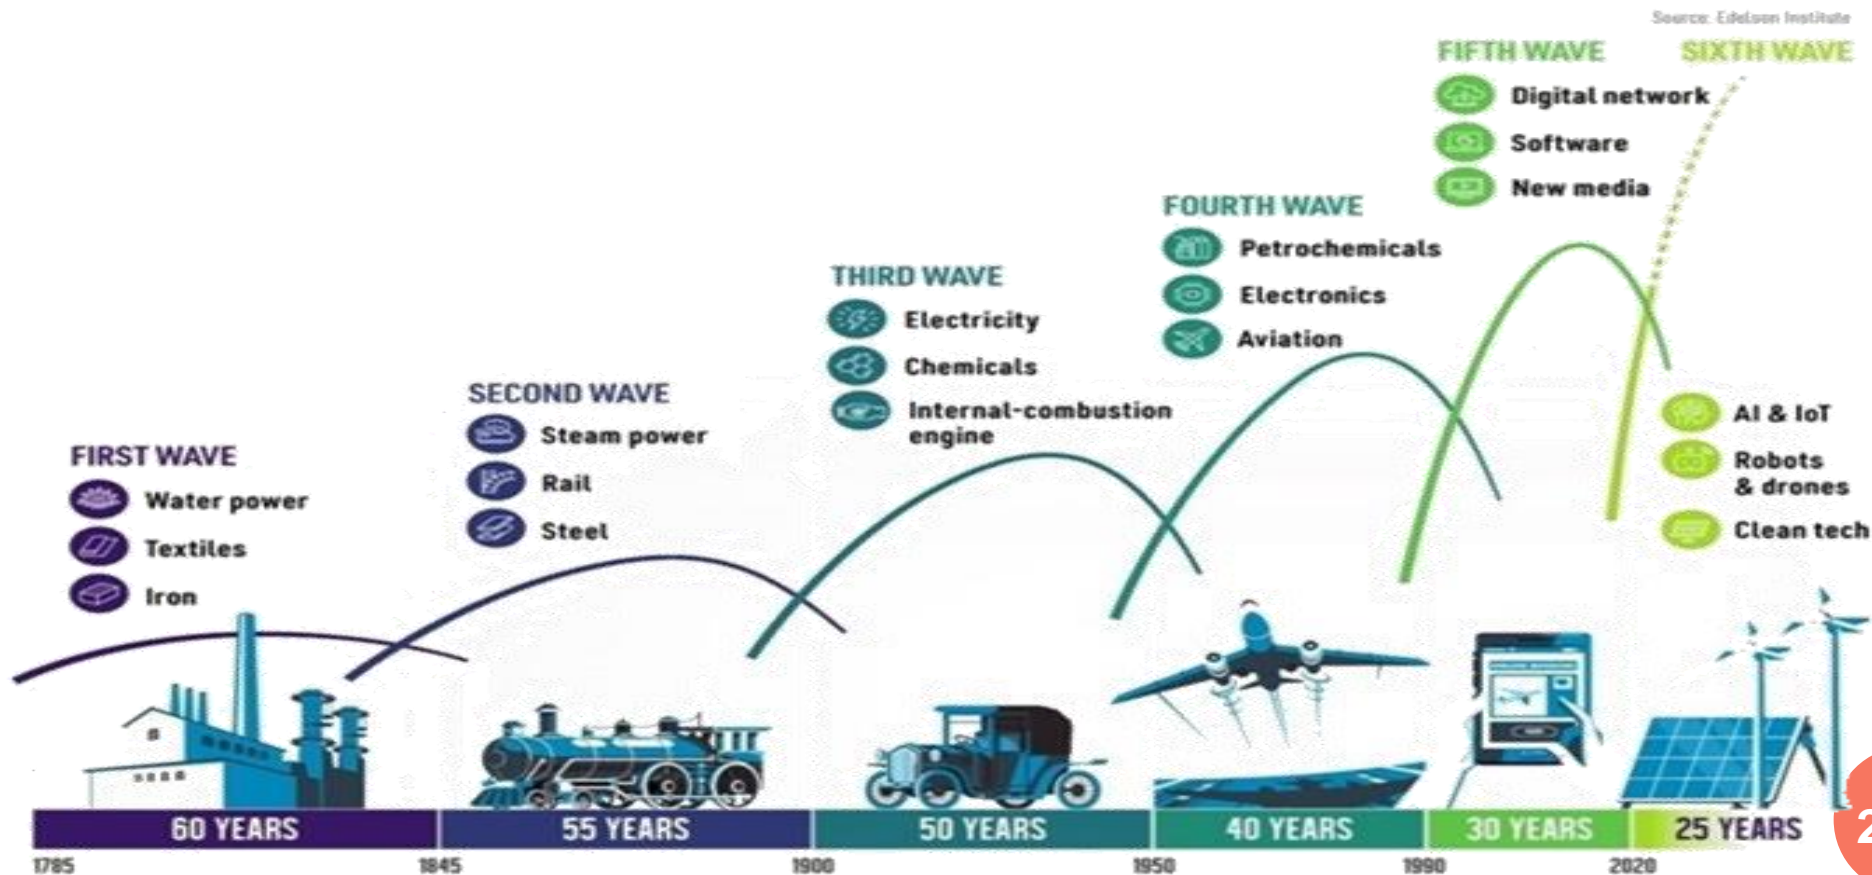 Source: Edelson Institute
FIFTH WAVE
Digital network
Software
New media
SIXTH WAVE
FOURTH WAVE
Petrochemicals
Electronics
Aviation
THIRD WAVE
Electricity
Chemicals
Internal-combustion
engine
SECOND WAVE
Steam power
Rail
Steel
FIRST WAVE
Water power
Textiles
Iron
AI & IoT
Robots
& drones
Clean tech
60 YEARS
55 YEARS
50 YEARS
40 YEARS
30 YEARS
25 YEARS
1785
1845
1900
1950
1990
2020